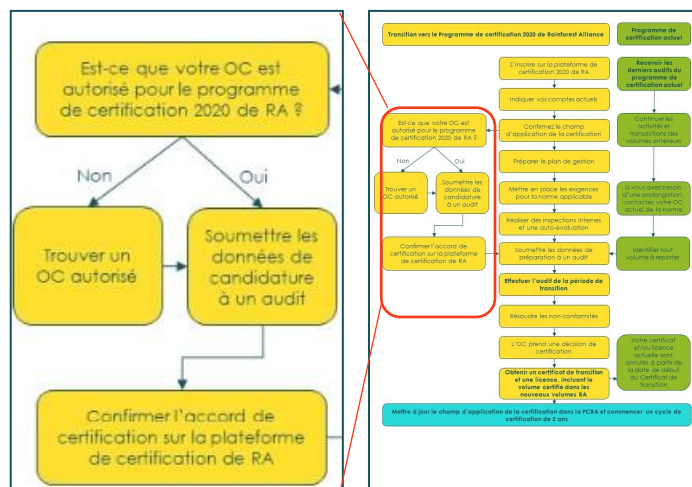 Est-ce que votre OC est
autorisé pour le programme
de certification 2020 de RA ?
Non
Oui
Trouver un
OC autorisé
Soumettre les
données de
candidature
à un audit
Confirmer l'accord de
certification sur la plateforme
de certification de RA
Transition vers le Programme de certification 2020 de Rainforest Alliance
Programme de
certification actuel
S'inscrire sur la plateforme de
certification 2020 de RA
Indiquer vos comptes actuels
Confirmez le champ
d'application de la certification
Préparer le plan de gestion
Mettre en place les exigences
pour la norme applicable
Réaliser des inspections internes
et une auto-évaluation
Soumettre les données de
préparation à un audit
Effectuer l'audit de la période de
transition
Résoudre les non-conformités
L'OC prend une décision de
certification
Obtenir un certificat de transition
et une licence, incluant le
volume certifié dans les
nouveaux volumes RA
Est-ce que votre OC est
autorisé pour le programme
de certification 2020 de RA ?
Non
Oui
Trouver un
OC autorisé
Soumettre les
données de
candidature
à un audit
Confirmer l'accord de
certification sur la plateforme
de certification de RA
Recevoir les
derniers audits du
programme de
certification actuel
Continuer les
activités et
transactions des
volumes antérieurs
Si vous avez besoin
d'une prolongation,
contactez votre OC
actuel de la norme
Identifier tout
volume à reporter
Votre certificat
et/ou licence
actuelle sont
annulés à partir de
la date de début
du Certificat de
transition
Mettre à jour le champ d'application de la certification dans la PCRA et commencer un cycle de
certification de 3 ans